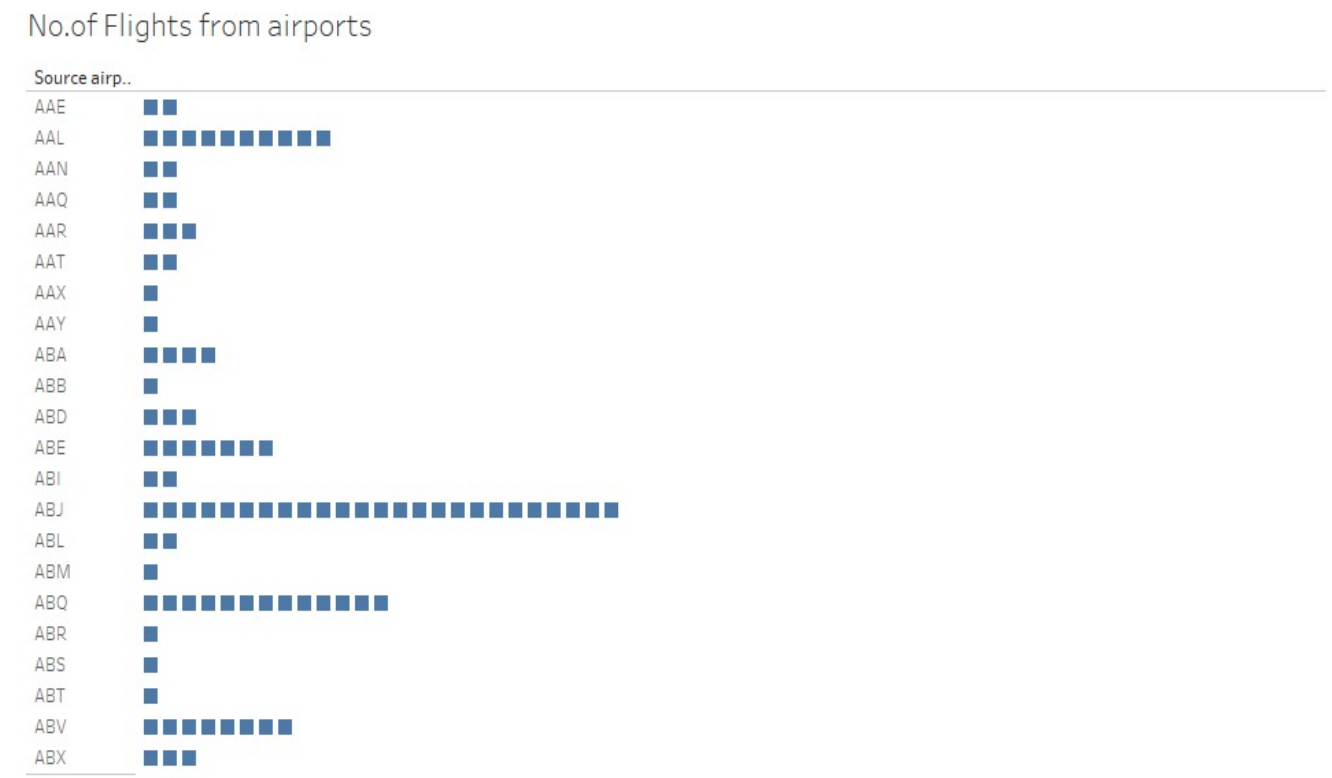 No.of Flights from airports
Source airp..
AAE
AAL
AAN
AAQ
AAR
AAT
AAX
AAY
ABA
ABB
ABD
ABE
ABI
ABJ
ABL
ABM
ABQ
ABR
ABS
ABT
ABV
ABX